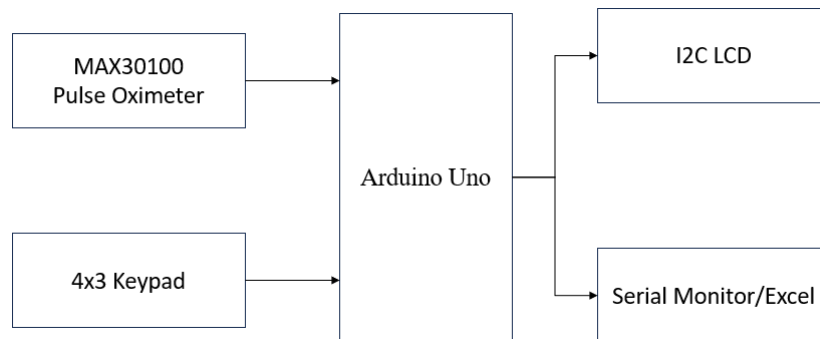 MAX30100
Pulse Oximeter
I2C LCD
Arduino Uno
4x3 Keypad
Serial Monitor/Excel